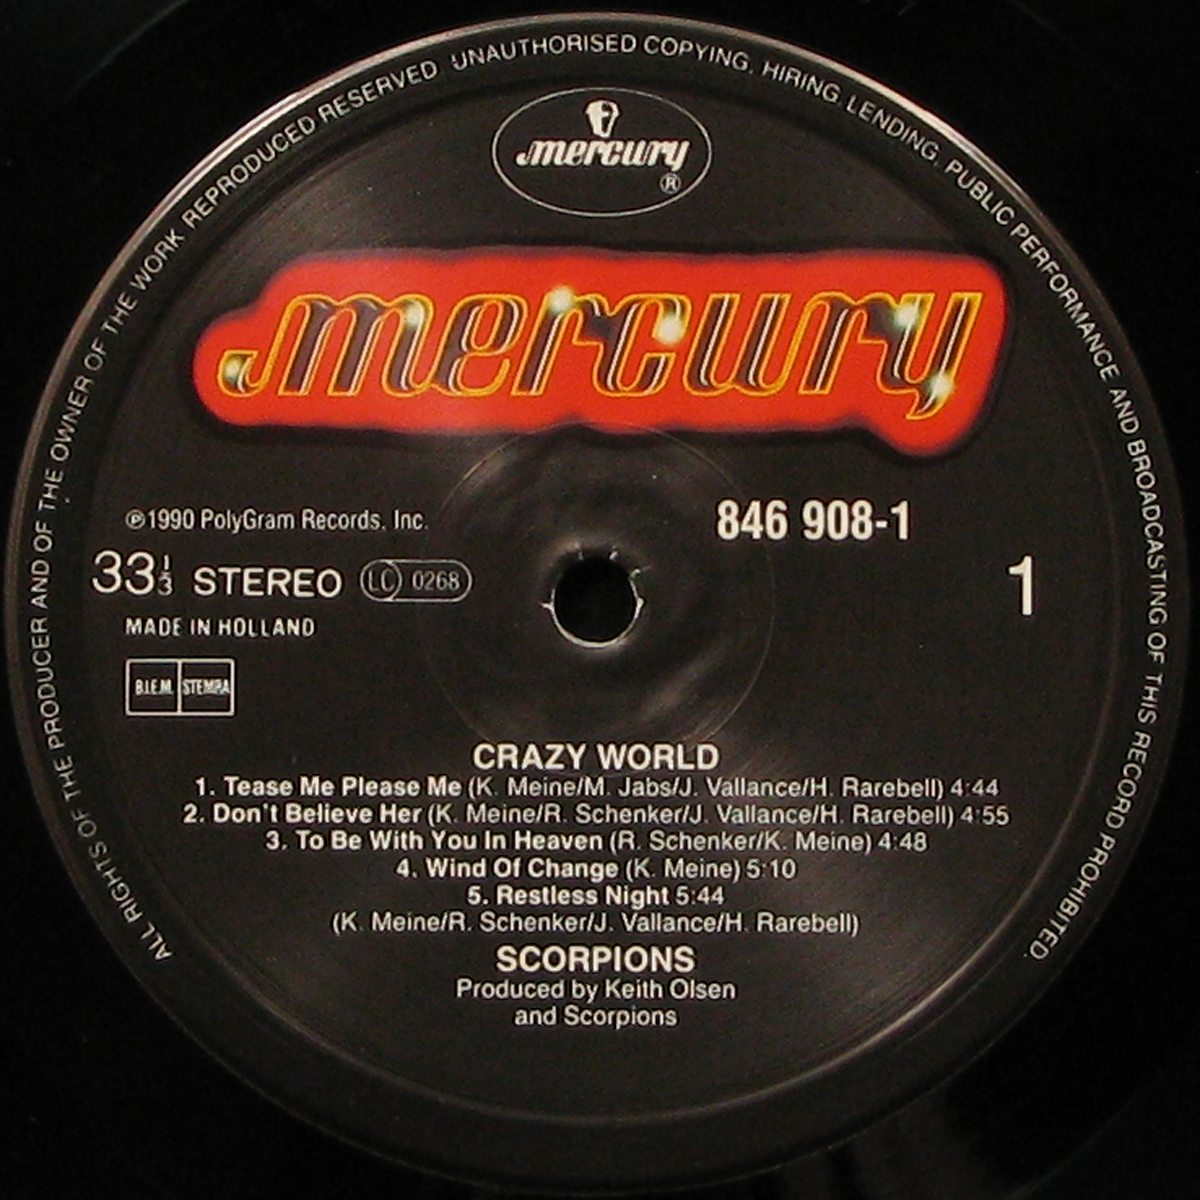 ALL RIGHTS OF THE PRODUCER AND OF THE OWNER OF THE WORK REPRODUCED RESERVED. UNAUTHORISED COPYING, HIRING, LENDING, PUBLIC PERFORMANCE AND BROADCASTING OF THIS RECORD PROHIBITED.
mercury
®
mercury
℗1990 PolyGram Records, Inc.
846 908-1
33⅓ STEREO LC 0268
1
MADE IN HOLLAND
B.I.E.M. STEMRA
CRAZY WORLD
1. Tease Me Please Me (K. Meine/M. Jabs/J. Vallance/H. Rarebell) 4:44
2. Don't Believe Her (K. Meine/R. Schenker/J. Vallance/H. Rarebell) 4:55
3. To Be With You In Heaven (R. Schenker/K. Meine) 4:48
4. Wind Of Change (K. Meine) 5:10
5. Restless Night 5:44
(K. Meine/R. Schenker/J. Vallance/H. Rarebell)
SCORPIONS
Produced by Keith Olsen
and Scorpions